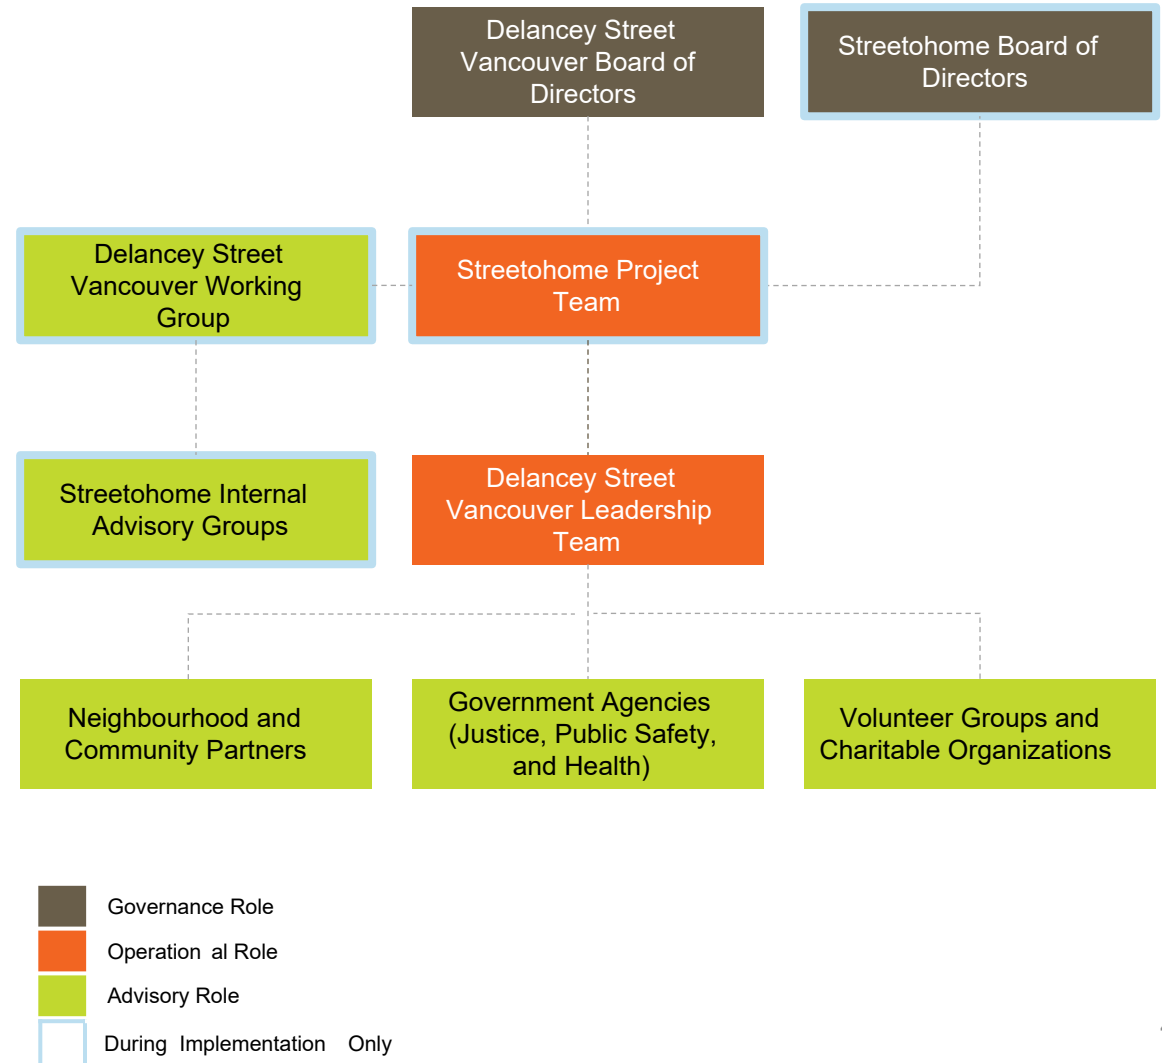 Delancey Street
Vancouver Board of
Directors
Streetohome Board of
Directors
Delancey Street
Vancouver Working
Group
Streetohome Project
Team
Streetohome Internal
Advisory Groups
Delancey Street
Vancouver Leadership
Team
Neighbourhood and
Community Partners
Government Agencies
(Justice, Public Safety,
and Health)
Volunteer Groups and
Charitable Organizations
Governance Role
Operation al Role
Advisory Role
During Implementation Only